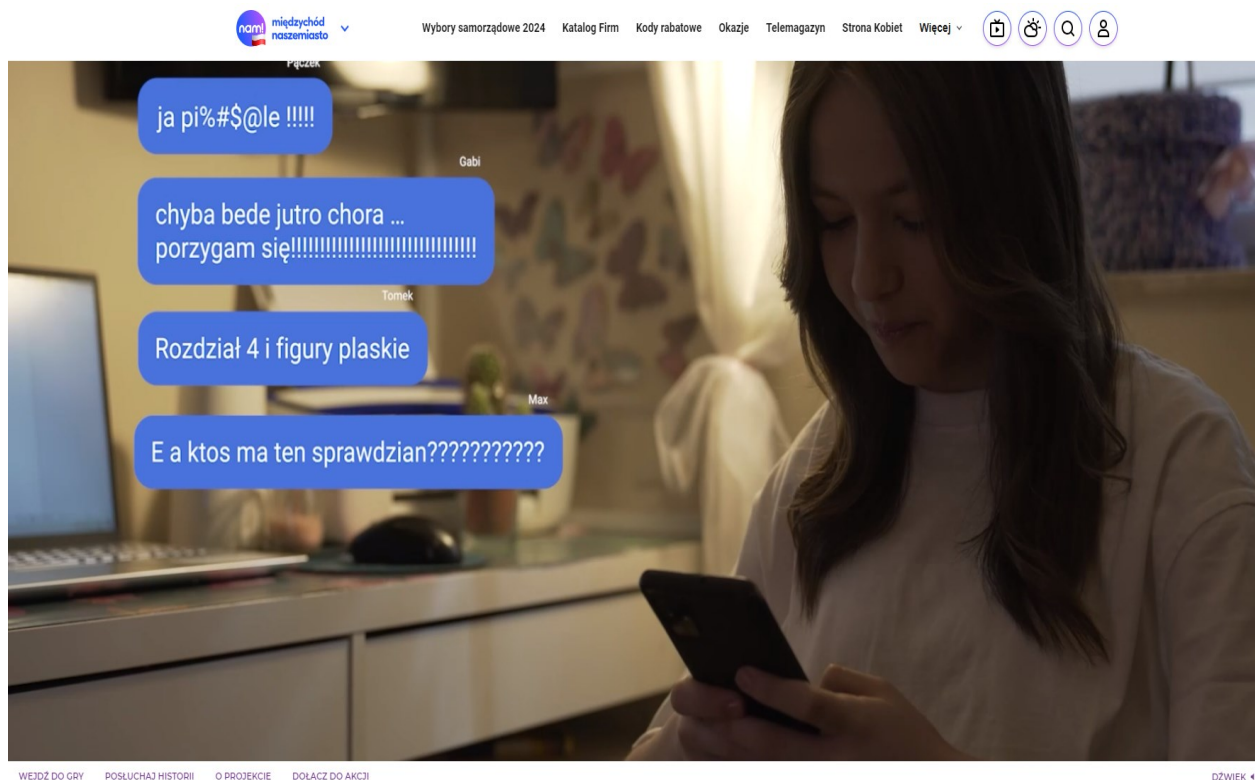 nam!
międzychód
naszemiasto
Wybory samorządowe 2024 Katalog Firm Kody rabatowe Okazje Telemagazyn Strona Kobiet Więcej
Pączek
ja pi%#$@le !!!!!
Gabi
chyba bede jutro chora ...
porzygam się!!!!!!!!!!!!!!!!!!!!!!!!!!!!!!!!
Tomek
Rozdział 4 i figury plaskie
Max
E a ktos ma ten sprawdzian???????????
WEJDŹ DO GRY POSŁUCHAJ HISTORII O PROJEKCIE DOŁĄCZ DO AKCJI DŹWIĘK